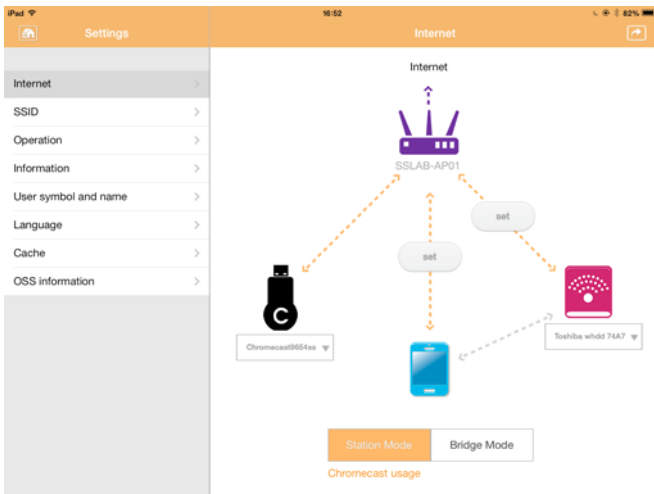 iPad 16:52 82%
Settings
Internet
Internet
SSID
Operation
Information
User symbol and name
Language
Cache
OSS information
Internet
SSLAB-AP01
set
set
C
Chromecast9654ss
Toshiba whdd 74A7
Station Mode
Bridge Mode
Chromecast usage